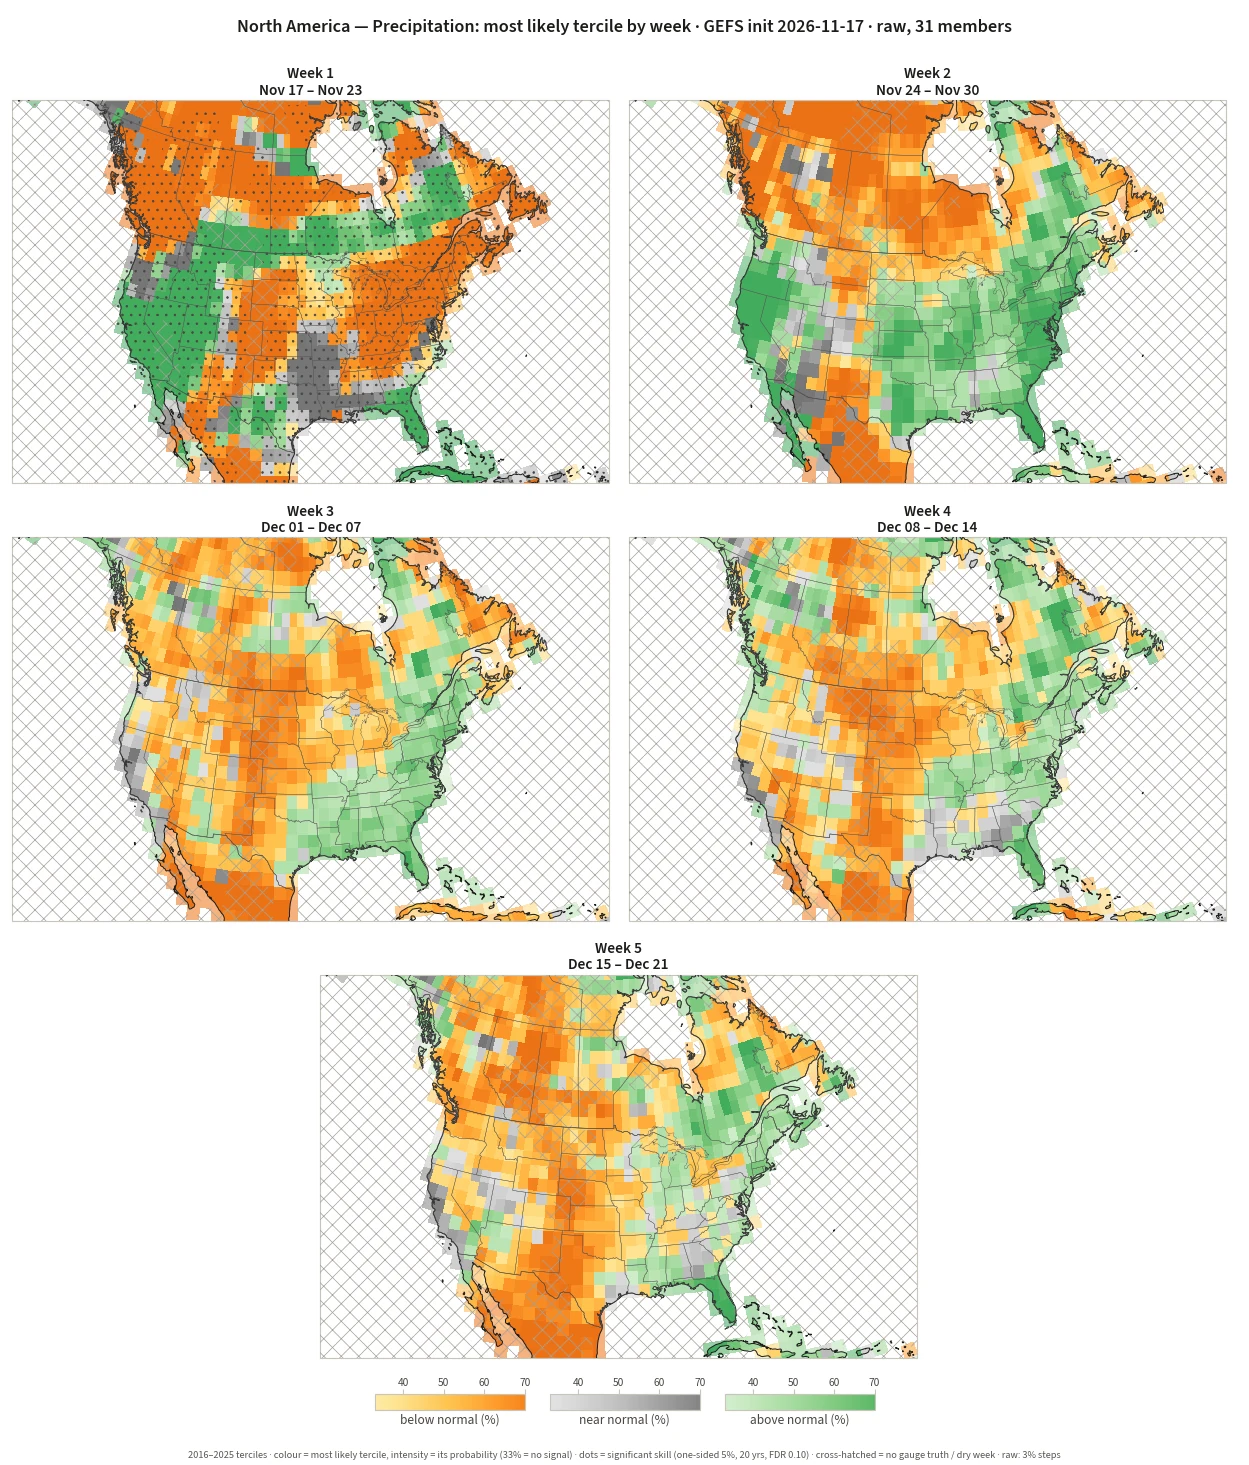 North America — Precipitation: most likely tercile by week · GEFS init 2026-11-17 · raw, 31 members
Week 1
Nov 17 – Nov 23
Week 2
Nov 24 – Nov 30
Week 3
Dec 01 – Dec 07
Week 4
Dec 08 – Dec 14
Week 5
Dec 15 – Dec 21
40 50 60 70 40 50 60 70 40 50 60 70
below normal (%) near normal (%) above normal (%)
2016–2025 terciles · colour = most likely tercile, intensity = its probability (33% = no signal) · dots = significant skill (one-sided 5%, 20 yrs, FDR 0.10) · cross-hatched = no gauge truth / dry week · raw: 3% steps